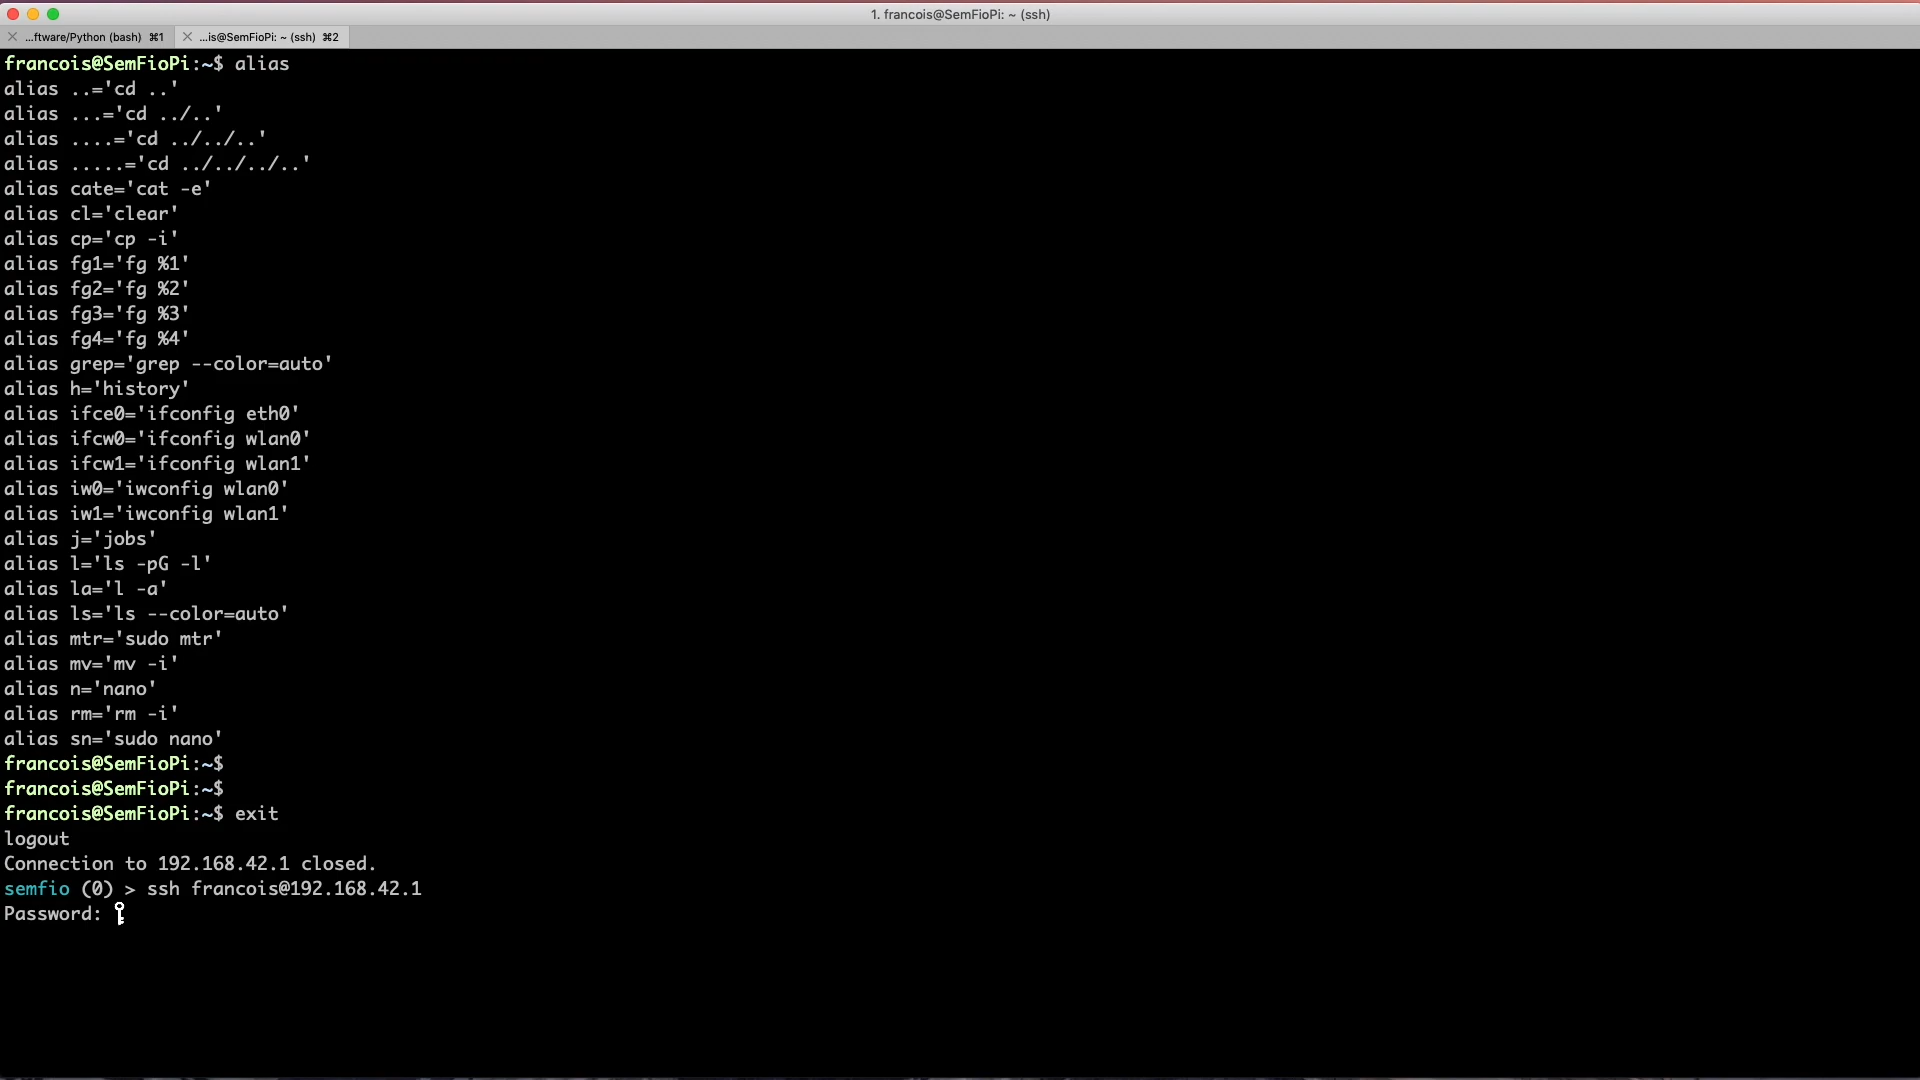 1. francois@SemFioPi: ~ (ssh)
...ftware/Python (bash) ⌘1
...is@SemFioPi: ~ (ssh) ⌘2
francois@SemFioPi:~$ alias
alias ..='cd ..'
alias ...='cd ../..'
alias ....='cd ../../..'
alias .....='cd ../../../..'
alias cate='cat -e'
alias cl='clear'
alias cp='cp -i'
alias fg1='fg %1'
alias fg2='fg %2'
alias fg3='fg %3'
alias fg4='fg %4'
alias grep='grep --color=auto'
alias h='history'
alias ifce0='ifconfig eth0'
alias ifcw0='ifconfig wlan0'
alias ifcw1='ifconfig wlan1'
alias iw0='iwconfig wlan0'
alias iw1='iwconfig wlan1'
alias j='jobs'
alias l='ls -pG -l'
alias la='l -a'
alias ls='ls --color=auto'
alias mtr='sudo mtr'
alias mv='mv -i'
alias n='nano'
alias rm='rm -i'
alias sn='sudo nano'
francois@SemFioPi:~$
francois@SemFioPi:~$
francois@SemFioPi:~$ exit
logout
Connection to 192.168.42.1 closed.
semfio (0) > ssh francois@192.168.42.1
Password: